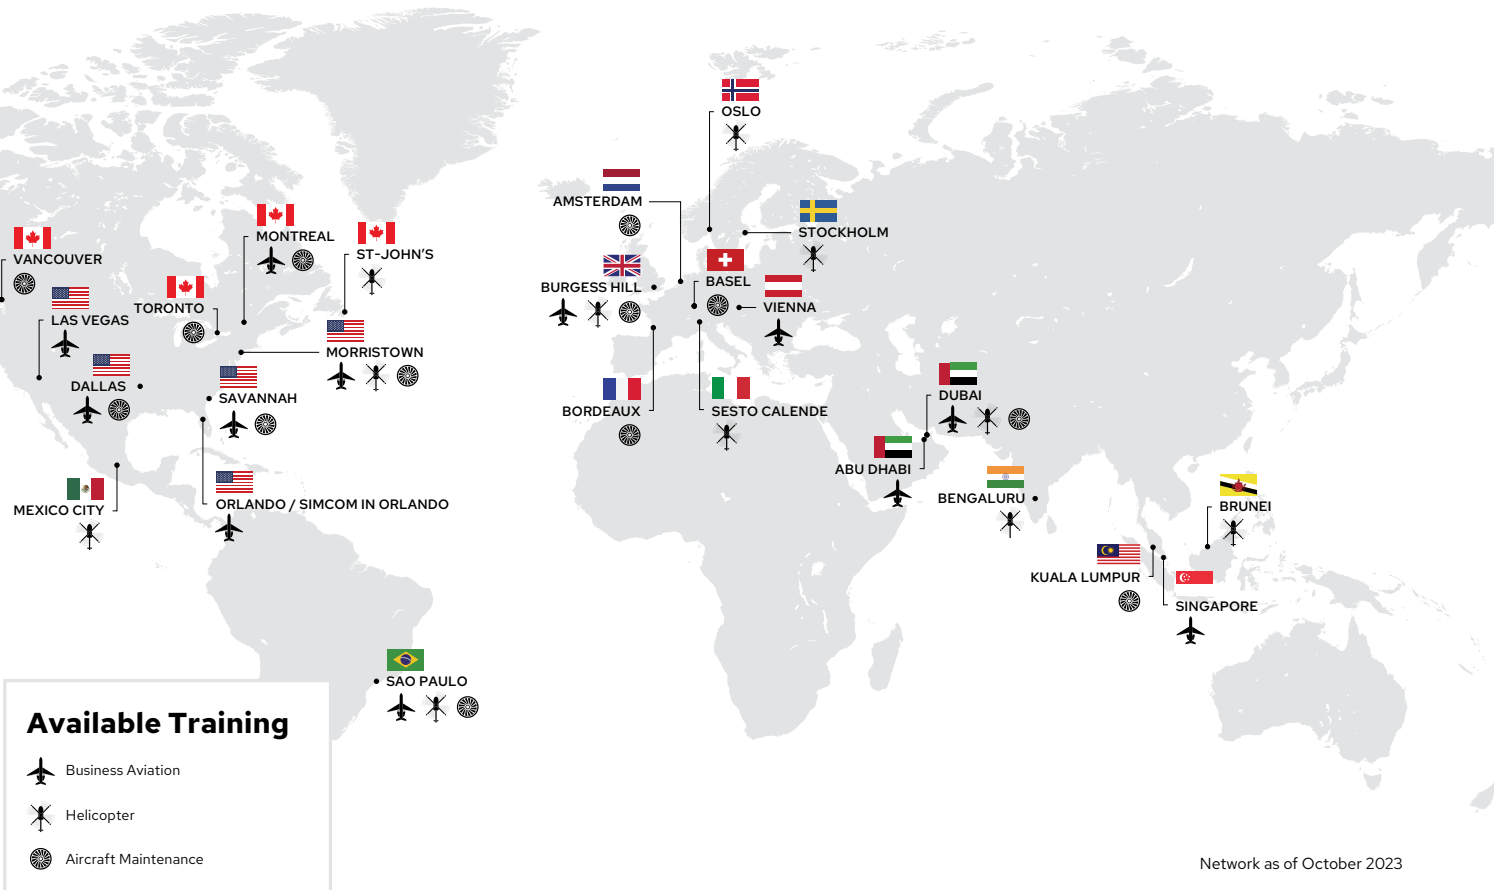 OSLO
AMSTERDAM
STOCKHOLM
MONTREAL
ST-JOHN'S
VANCOUVER
BASEL
BURGESS HILL
TORONTO
VIENNA
LAS VEGAS
MORRISTOWN
DALLAS
SAVANNAH
DUBAI
BORDEAUX
SESTO CALENDE
ABU DHABI
BENGALURU
ORLANDO / SIMCOM IN ORLANDO
BRUNEI
MEXICO CITY
KUALA LUMPUR
SINGAPORE
SAO PAULO
Available Training
Business Aviation
Helicopter
Aircraft Maintenance
Network as of October 2023